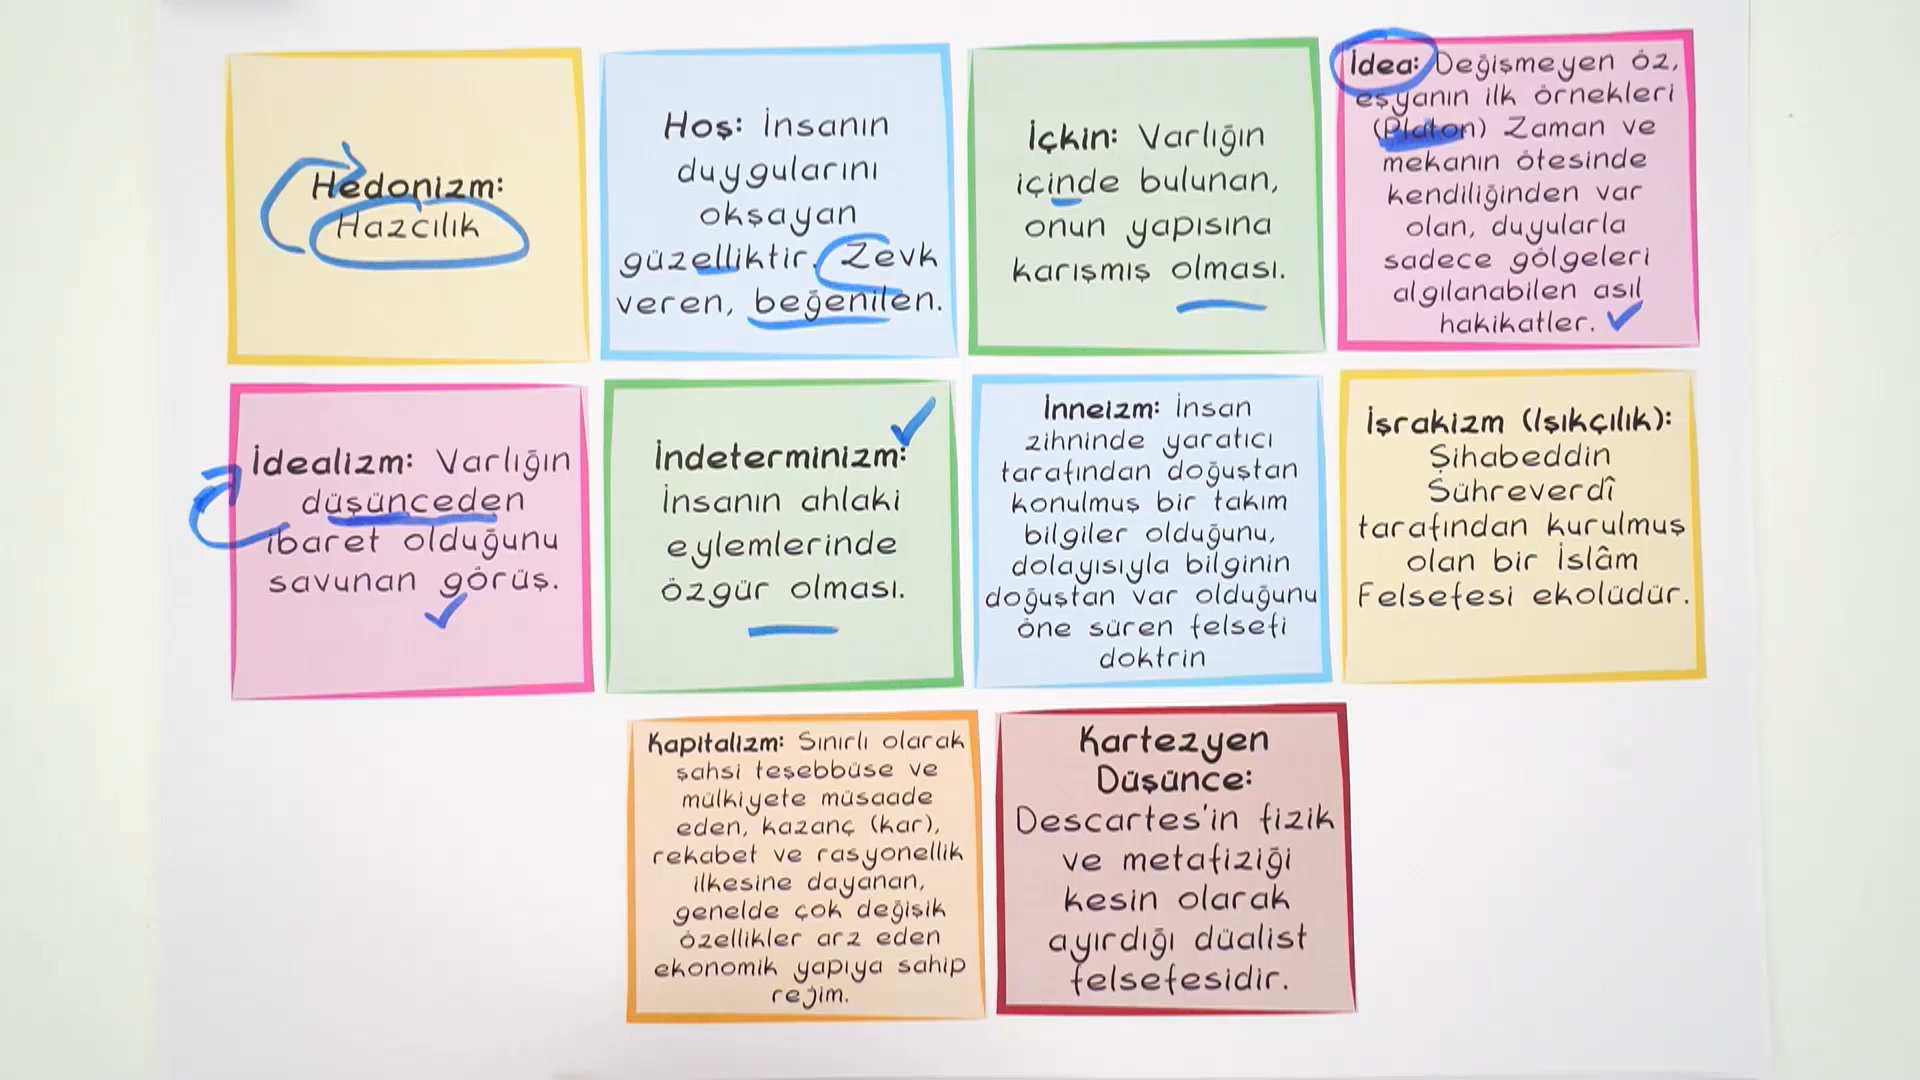 Hedonizm:
Hazcılık
Hoş: İnsanın
duygularını
okşayan
güzelliktir. Zevk
veren, beğenilen.
İçkin: Varlığın
içinde bulunan,
onun yapısına
karışmış olması.
İdea: Değişmeyen öz,
eşyanın ilk örnekleri
(Platon) Zaman ve
mekanın ötesinde
kendiliğinden var
olan, duyularla
sadece gölgeleri
algılanabilen asıl
hakikatler.
İdealizm: Varlığın
düşünceden
ibaret olduğunu
savunan görüş.
İndeterminizm:
İnsanın ahlaki
eylemlerinde
özgür olması.
İnneizm: İnsan
zihninde yaratıcı
tarafından doğuştan
konulmuş bir takım
bilgiler olduğunu,
dolayısıyla bilginin
doğuştan var olduğunu
öne süren felsefi
doktrin
İşrakizm (Işıkçılık):
Şihabeddin
Sühreverdî
tarafından kurulmuş
olan bir İslâm
Felsefesi ekolüdür.
Kapitalizm: Sınırlı olarak
şahsi teşebbüse ve
mülkiyete müsaade
eden, kazanç (kar),
rekabet ve rasyonellik
ilkesine dayanan,
genelde çok değişik
özellikler arz eden
ekonomik yapıya sahip
rejim.
Kartezyen
Düşünce:
Descartes'in fizik
ve metafiziği
kesin olarak
ayırdığı düalist
felsefesidir.